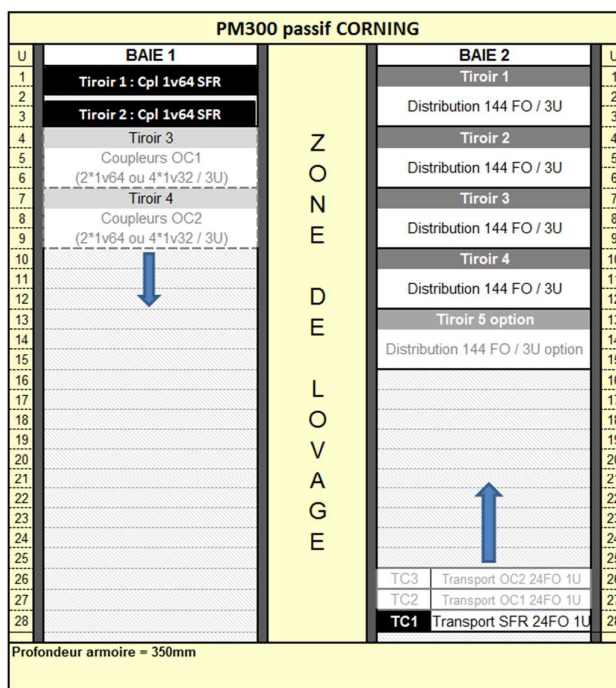 PM300 passif CORNING
U BAIE 1 BAIE 2 U
1 Tiroir 1 : Cpl 1v64 SFR Tiroir 1 1
2 Distribution 144 FO / 3U 2
3 Tiroir 2 : Cpl 1v64 SFR 3
4 Tiroir 3 Tiroir 2 4
5 Coupleurs OC1 Distribution 144 FO / 3U 5
6 (2*1v64 ou 4*1v32 / 3U) 6
7 Tiroir 4 Tiroir 3 7
8 Coupleurs OC2 Distribution 144 FO / 3U 8
9 (2*1v64 ou 4*1v32 / 3U) 9
10 Tiroir 4 10
11 Distribution 144 FO / 3U 11
12 12
13 Tiroir 5 option 13
14 Distribution 144 FO / 3U option 14
15 15
16 16
17 17
18 18
19 19
20 20
21 21
22 22
23 23
24 24
25 25
26 TC3 Transport OC2 24FO 1U 26
27 TC2 Transport OC1 24FO 1U 27
28 TC1 Transport SFR 24FO 1U 28
ZONE DE LOVAGE
Profondeur armoire = 350mm